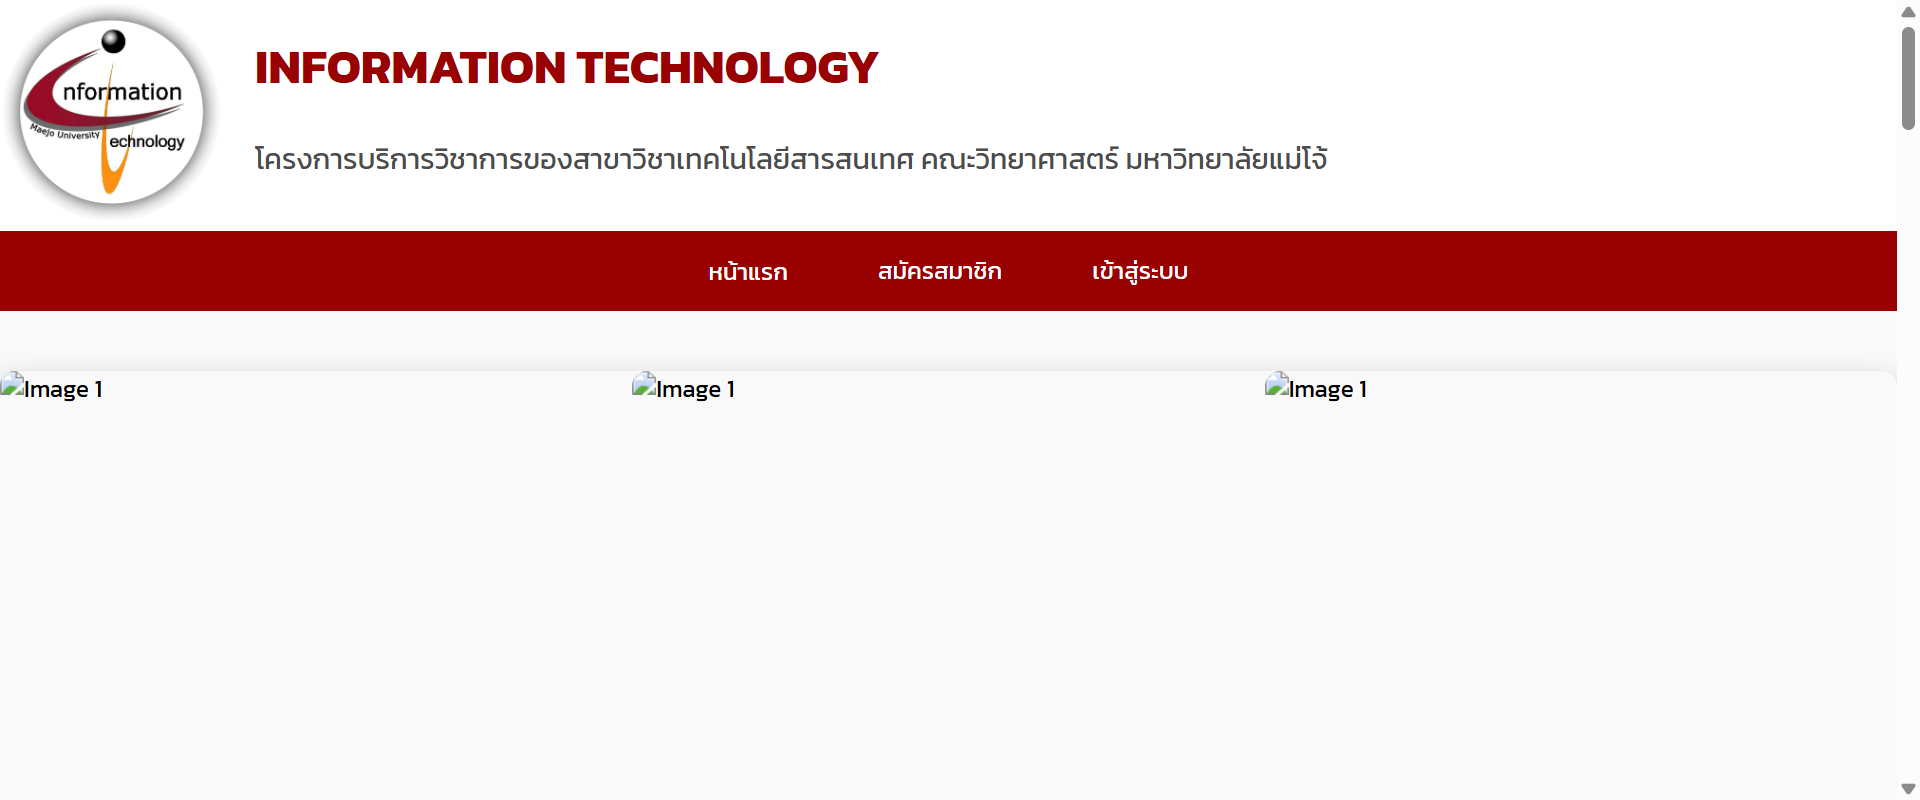 nformation
Maejo University
echnology
INFORMATION TECHNOLOGY
โครงการบริการวิชาการของสาขาวิชาเทคโนโลยีสารสนเทศ คณะวิทยาศาสตร์ มหาวิทยาลัยแม่โจ้
หน้าแรก สมัครสมาชิก เข้าสู่ระบบ
Image 1 Image 1 Image 1